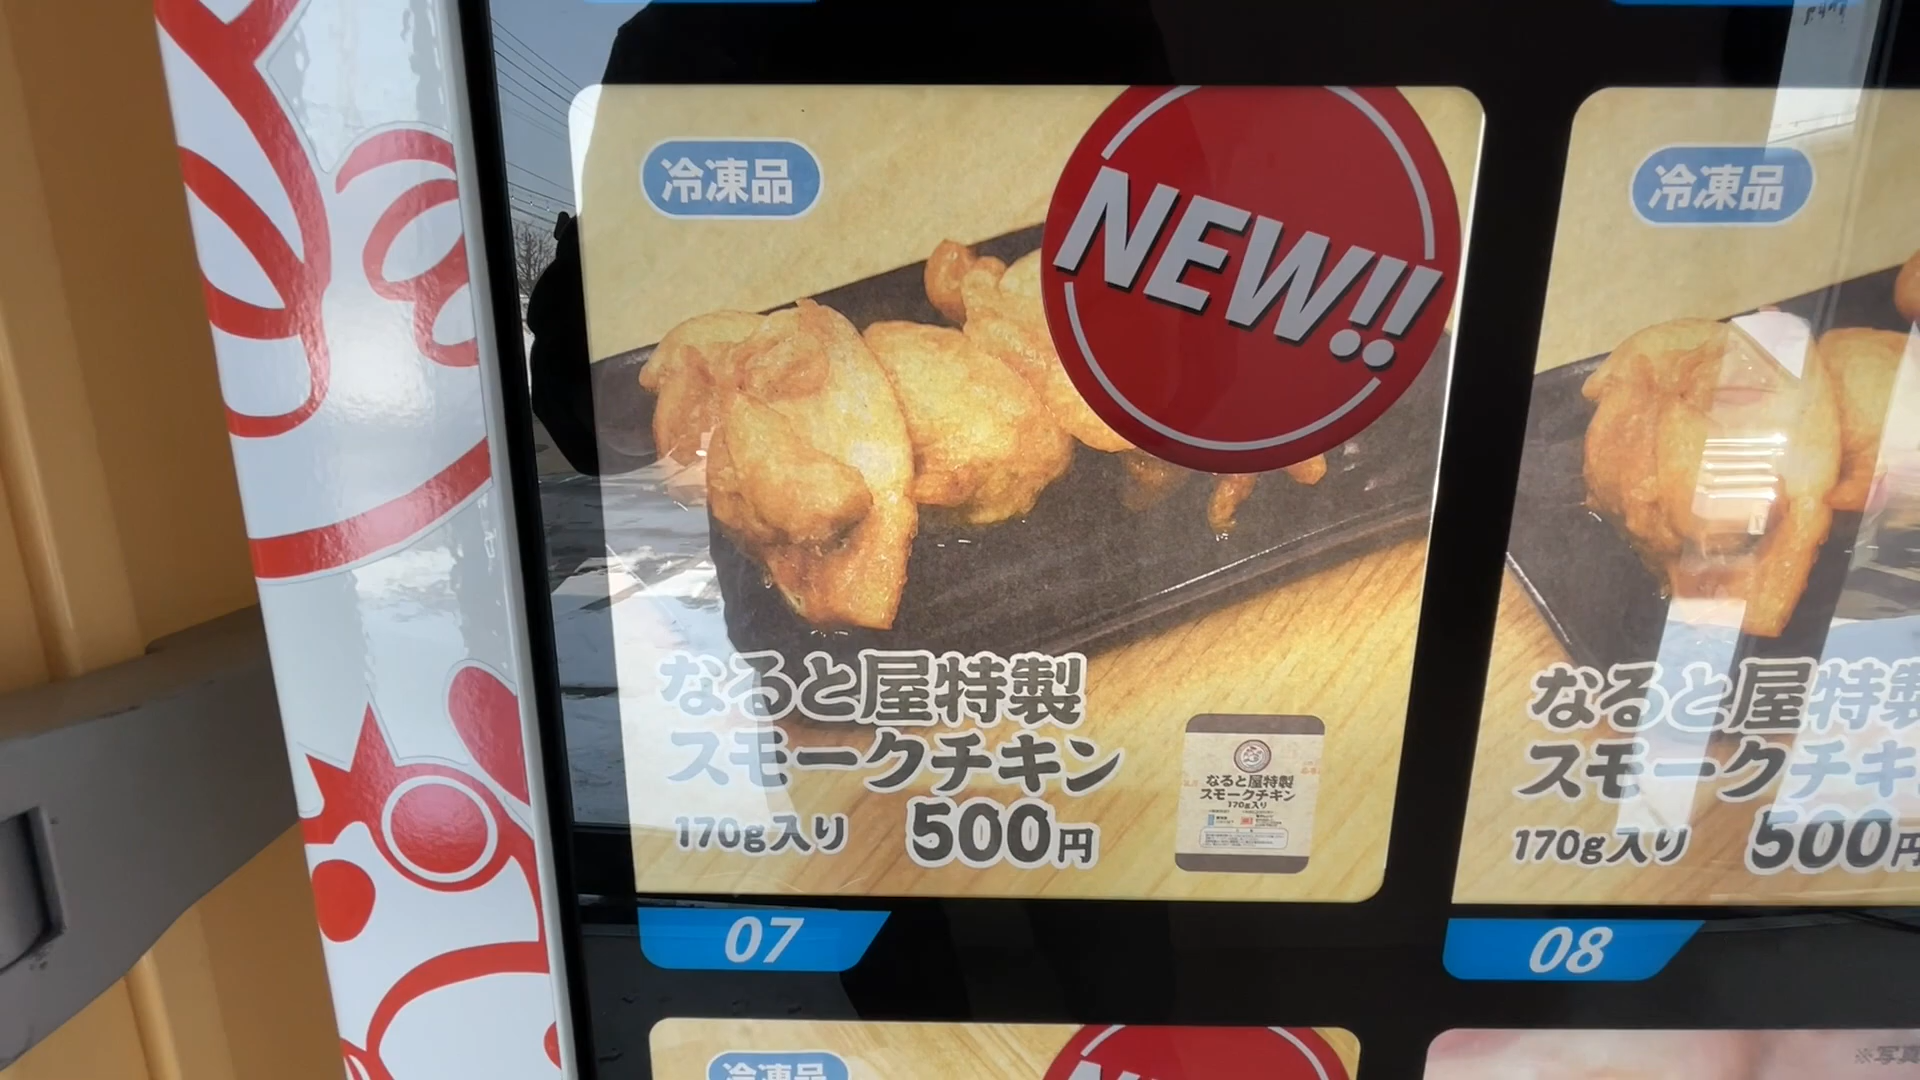 冷凍品
NEW!!
なると屋特製
スモークチキン
170g入り 500円
なると屋特製
スモークチキン
170g入り
07
冷凍品
なると屋特製
スモークチキ
170g入り 500円
08
冷凍品
※写真